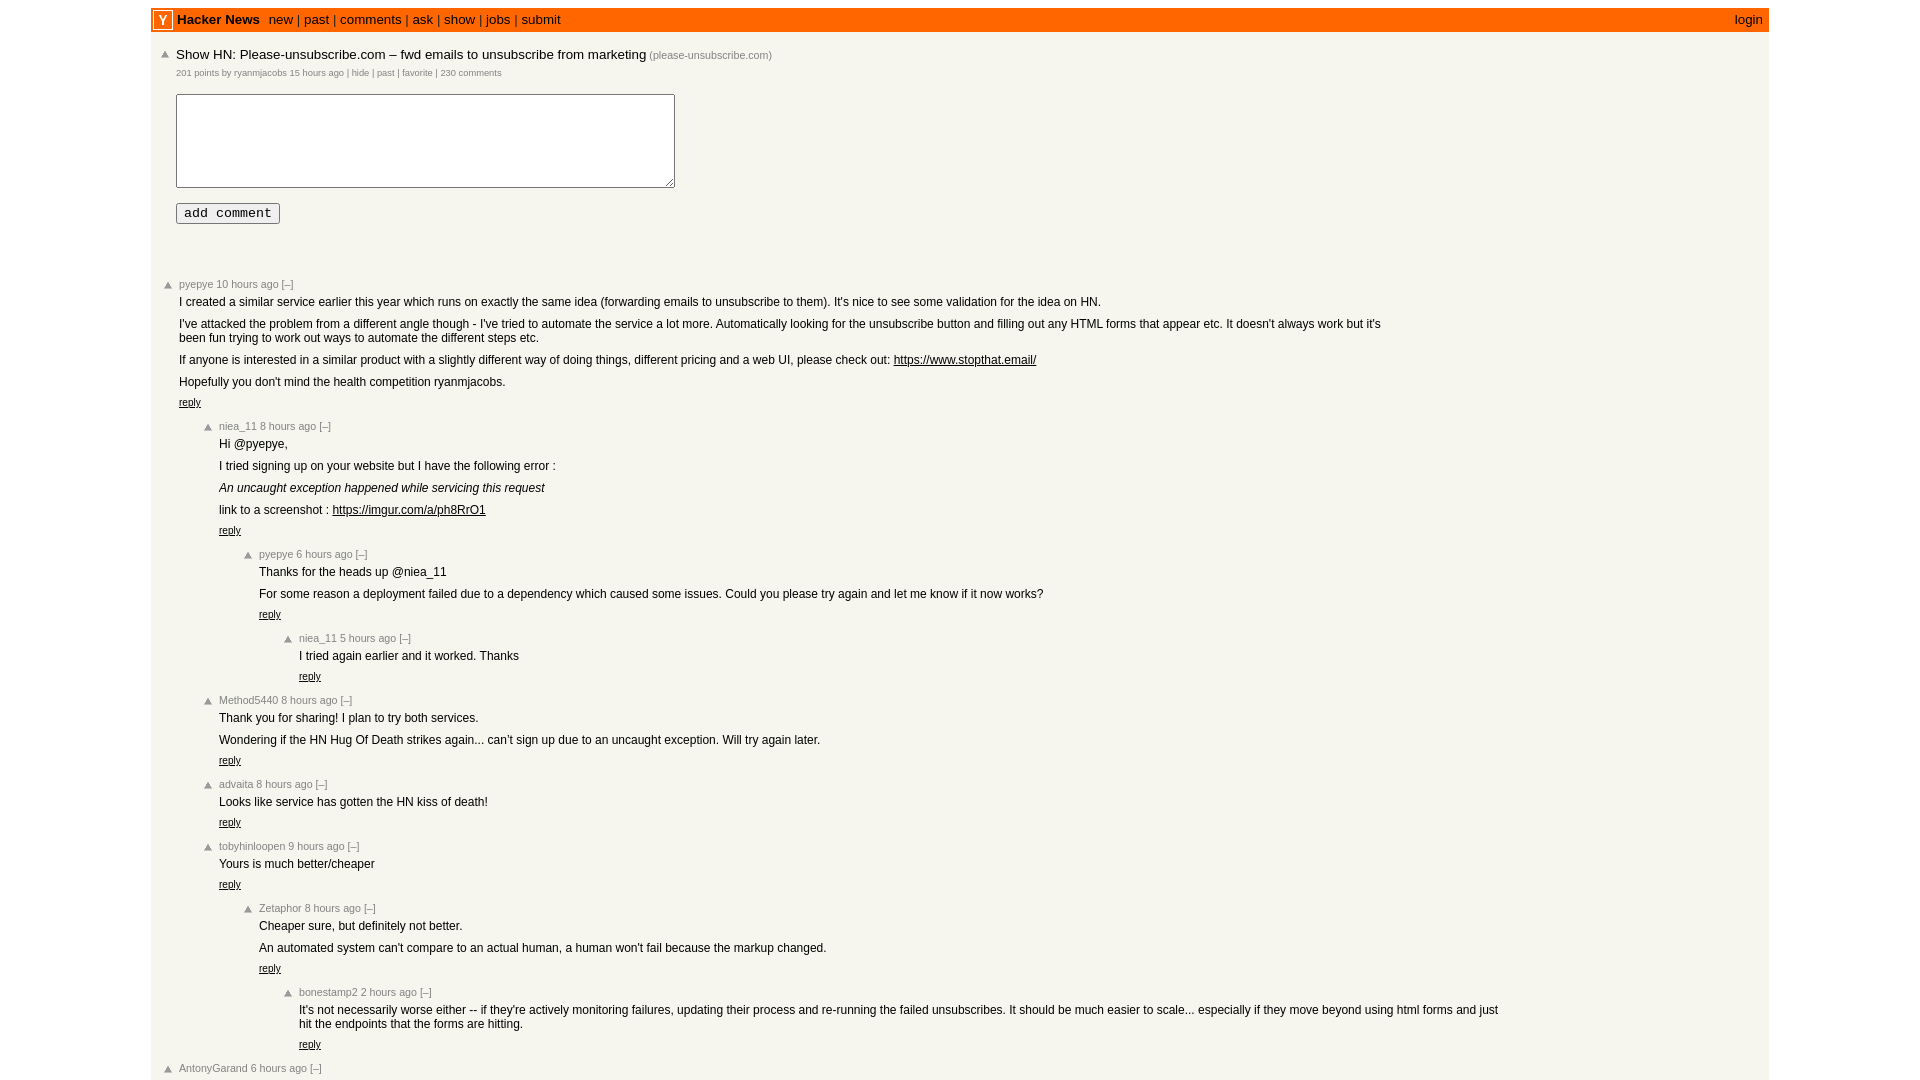 Y Hacker News new | past | comments | ask | show | jobs | submit login
Show HN: Please-unsubscribe.com – fwd emails to unsubscribe from marketing (please-unsubscribe.com)
201 points by ryanmjacobs 15 hours ago | hide | past | favorite | 230 comments
add comment
pyepye 10 hours ago [–]
I created a similar service earlier this year which runs on exactly the same idea (forwarding emails to unsubscribe to them). It's nice to see some validation for the idea on HN.
I've attacked the problem from a different angle though - I've tried to automate the service a lot more. Automatically looking for the unsubscribe button and filling out any HTML forms that appear etc. It doesn't always work but it's
been fun trying to work out ways to automate the different steps etc.
If anyone is interested in a similar product with a slightly different way of doing things, different pricing and a web UI, please check out: https://www.stopthat.email/
Hopefully you don't mind the health competition ryanmjacobs.
reply
niea_11 8 hours ago [–]
Hi @pyepye,
I tried signing up on your website but I have the following error :
An uncaught exception happened while servicing this request
link to a screenshot : https://imgur.com/a/ph8RrO1
reply
pyepye 6 hours ago [–]
Thanks for the heads up @niea_11
For some reason a deployment failed due to a dependency which caused some issues. Could you please try again and let me know if it now works?
reply
niea_11 5 hours ago [–]
I tried again earlier and it worked. Thanks
reply
Method5440 8 hours ago [–]
Thank you for sharing! I plan to try both services.
Wondering if the HN Hug Of Death strikes again... can’t sign up due to an uncaught exception. Will try again later.
reply
advaita 8 hours ago [–]
Looks like service has gotten the HN kiss of death!
reply
tobyhinloopen 9 hours ago [–]
Yours is much better/cheaper
reply
Zetaphor 8 hours ago [–]
Cheaper sure, but definitely not better.
An automated system can't compare to an actual human, a human won't fail because the markup changed.
reply
bonestamp2 2 hours ago [–]
It's not necessarily worse either -- if they're actively monitoring failures, updating their process and re-running the failed unsubscribes. It should be much easier to scale... especially if they move beyond using html forms and just
hit the endpoints that the forms are hitting.
reply
AntonyGarand 6 hours ago [–]